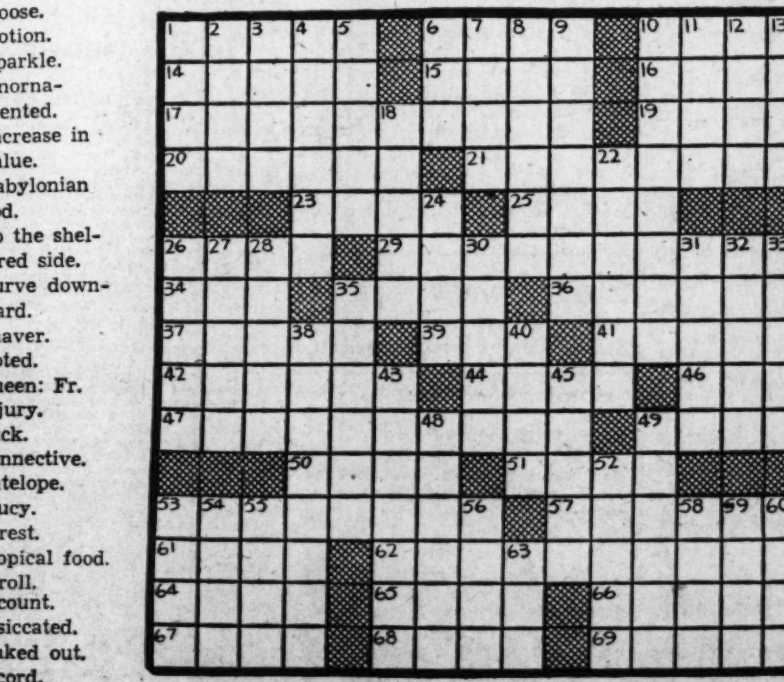 oose.
otion.
parkle.
norna-
ented.
crease in
alue.
abylonian
d.
o the shel-
red side.
urve down-
ard.
haver.
oted.
ueen: Fr.
jury.
ck.
nnective.
telope.
ucy.
rest.
opical food.
roll.
count.
siccated.
aked out.
cord.
1 2 3 4 5 6 7 8 9 10 11 12 13
14 15 16
17 18 19
20 21 22
23 24 25
26 27 28 29 30 31 32 33
34 35 36
37 38 39 40 41
42 43 44 45 46
47 48 49
50 51 52
53 54 55 56 57 58 59 60
61 62 63
64 65 66
67 68 69